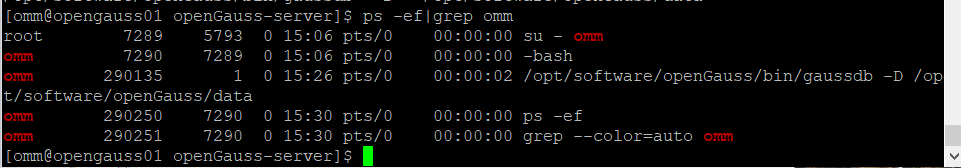 [omm@opengauss01 openGauss-server]$ ps -ef|grep omm
root 7289 5793 0 15:06 pts/0 00:00:00 su - omm
omm 7290 7289 0 15:06 pts/0 00:00:00 -bash
omm 290135 1 0 15:26 pts/0 00:00:02 /opt/software/openGauss/bin/gaussdb -D /op
t/software/openGauss/data
omm 290250 7290 0 15:30 pts/0 00:00:00 ps -ef
omm 290251 7290 0 15:30 pts/0 00:00:00 grep --color=auto omm
[omm@opengauss01 openGauss-server]$